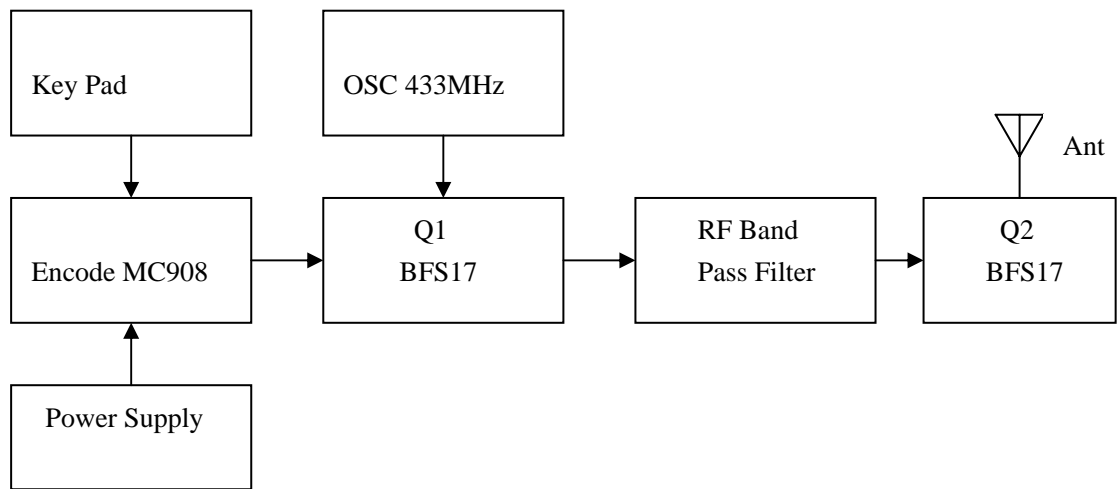 Key Pad
OSC 433MHz
Ant
Encode MC908
Q1
BFS17
RF Band
Pass Filter
Q2
BFS17
Power Supply